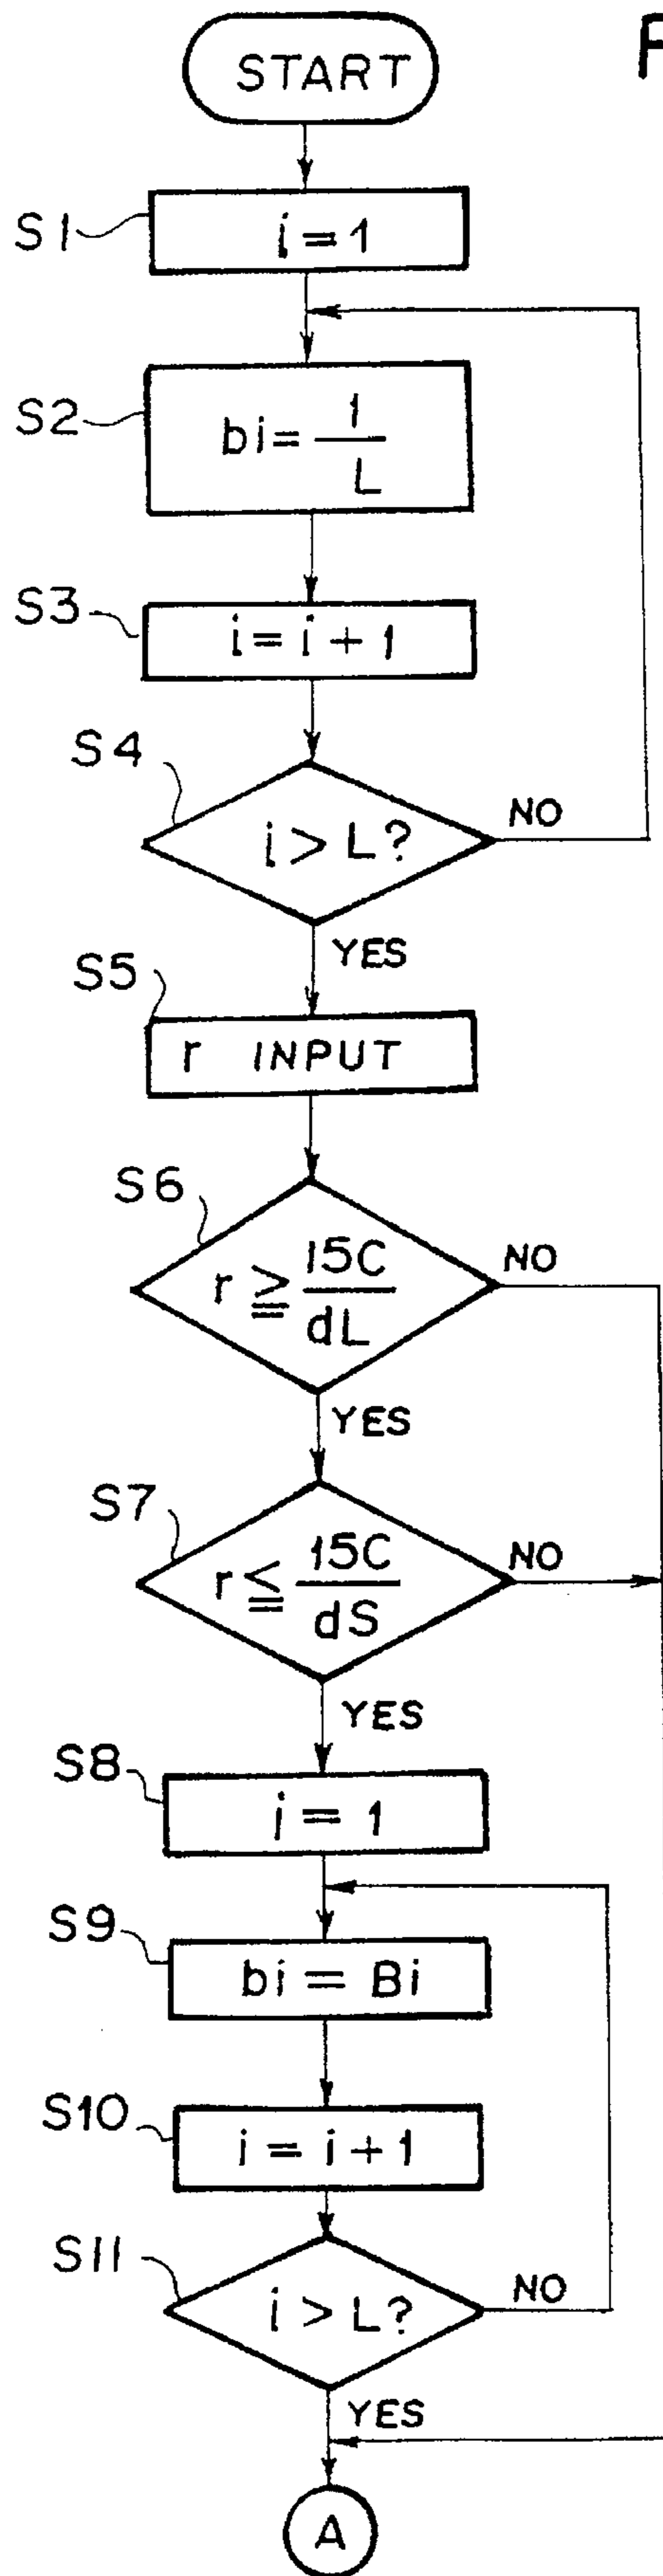 START
S1
i = 1
S2
bi = 1/L
S3
i = i + 1
S4
i > L?
NO
YES
S5
r INPUT
S6
r ≧ 15C/dL
NO
YES
S7
r ≦ 15C/dS
NO
YES
S8
i = 1
S9
bi = Bi
S10
i = i + 1
S11
i > L?
NO
YES
A